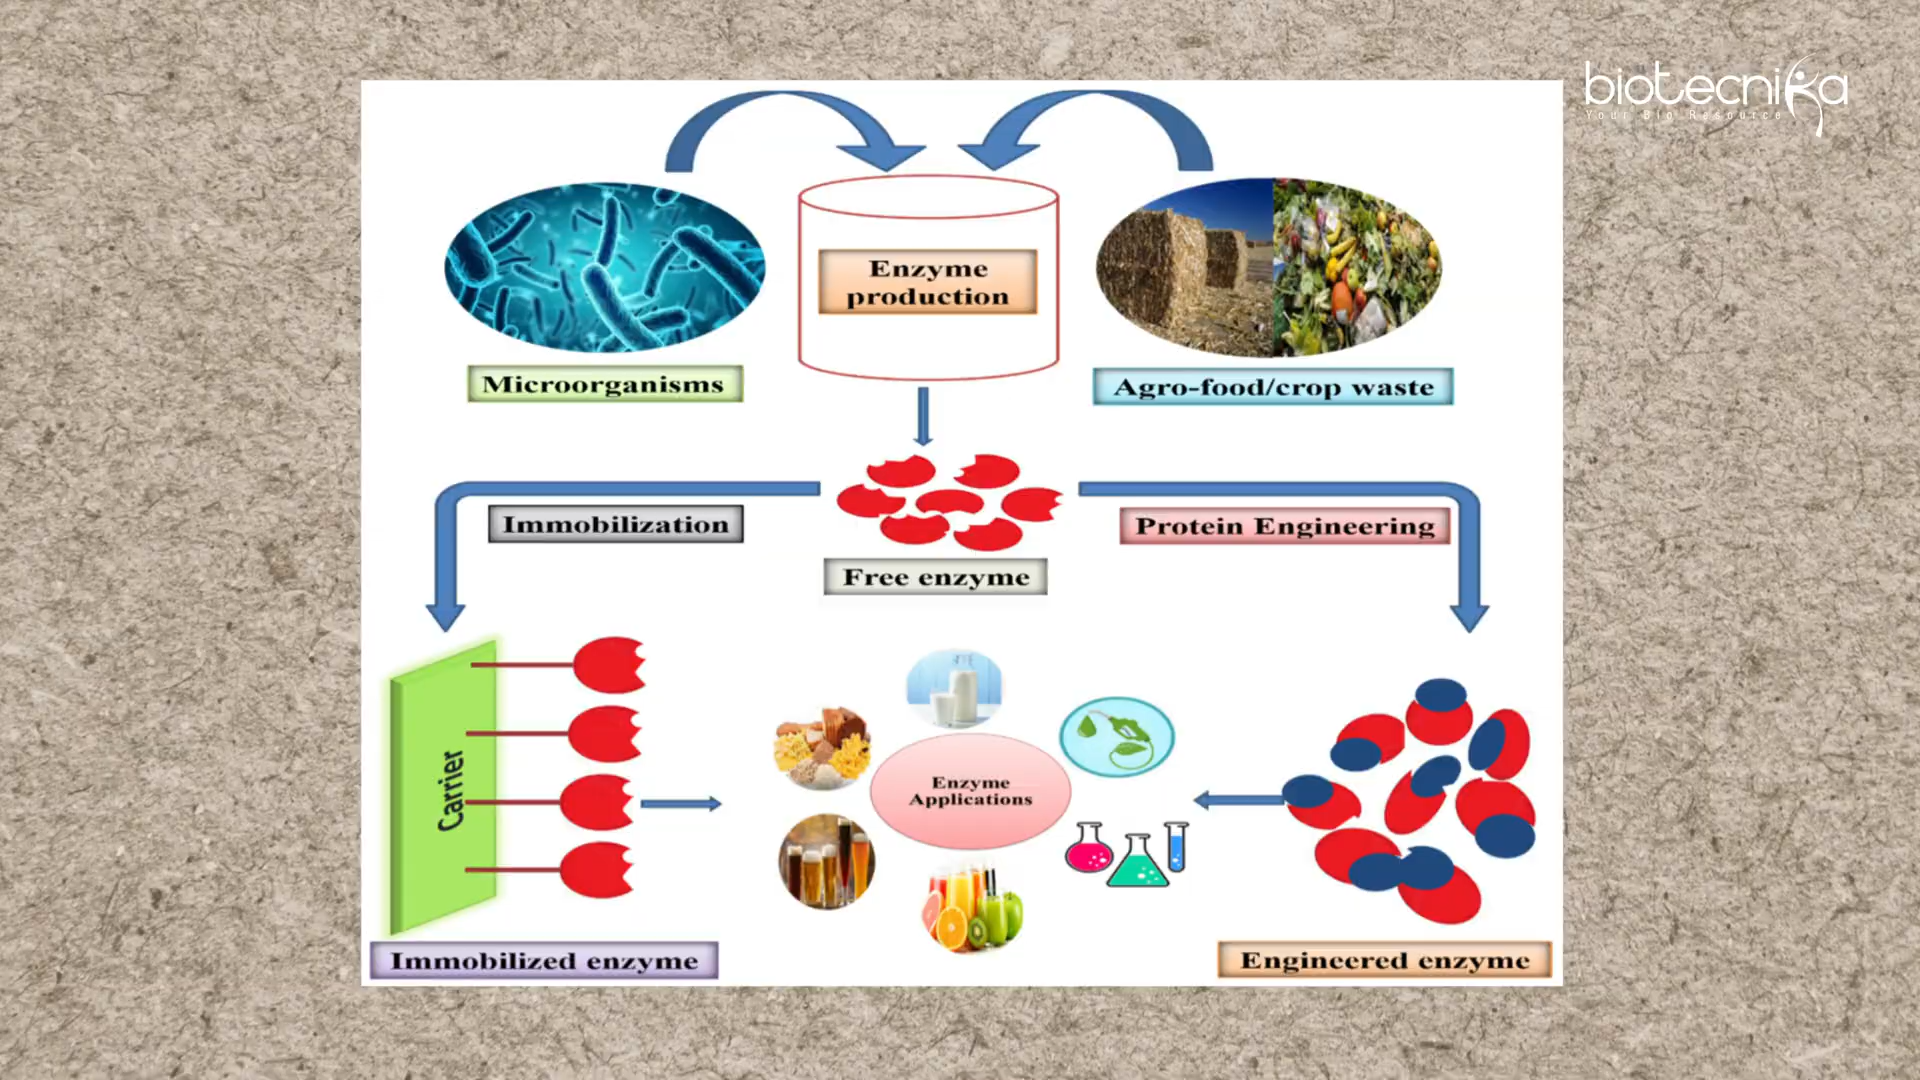 biotecnika
Your Bio Resource
Enzyme
production
Microorganisms
Agro-food/crop waste
Immobilization
Protein Engineering
Free enzyme
Carrier
Enzyme
Applications
Immobilized enzyme
Engineered enzyme